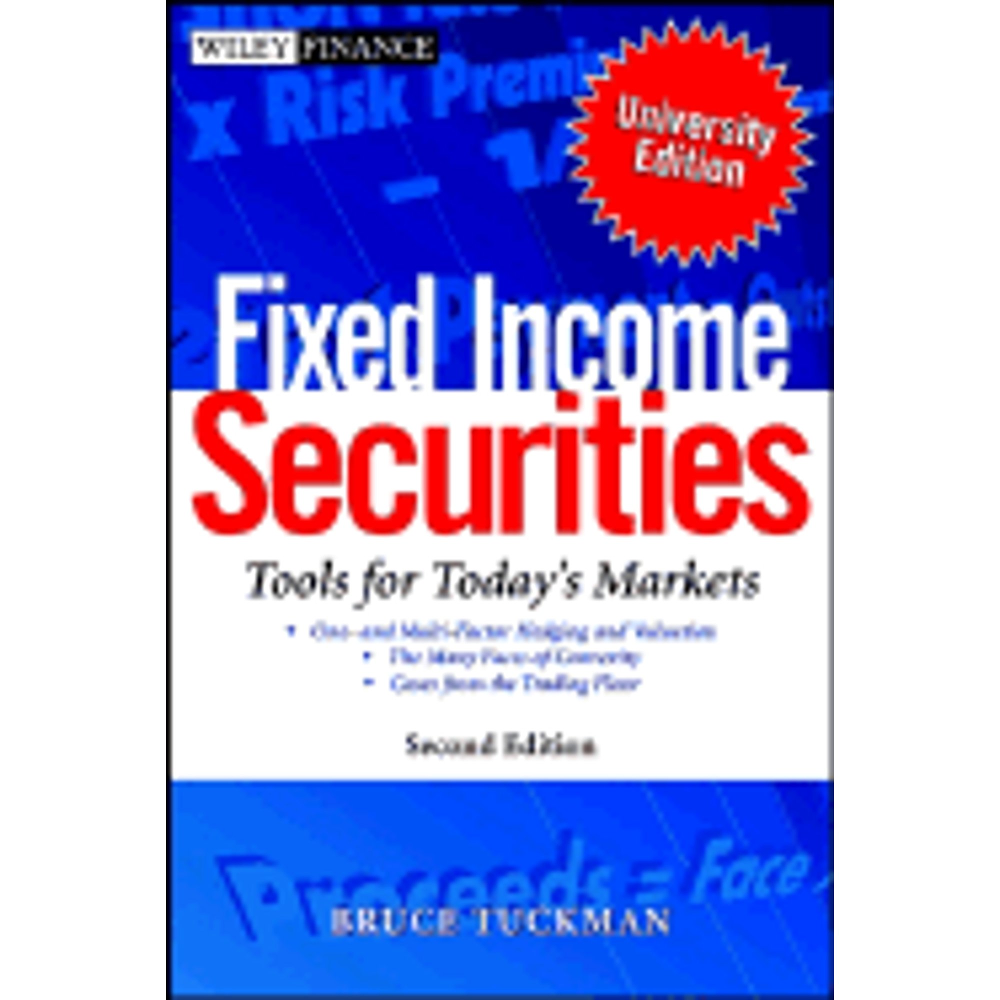 WILEY FINANCE
x Risk Premi
University
Edition
– 1/
Fixed Income
Securities
Tools for Today's Markets
• One- and Multi-Factor Hedging and Valuation
• The Many Faces of Convexity
• Cases from the Trading Floor
Second Edition
Proceeds = Face
BRUCE TUCKMAN